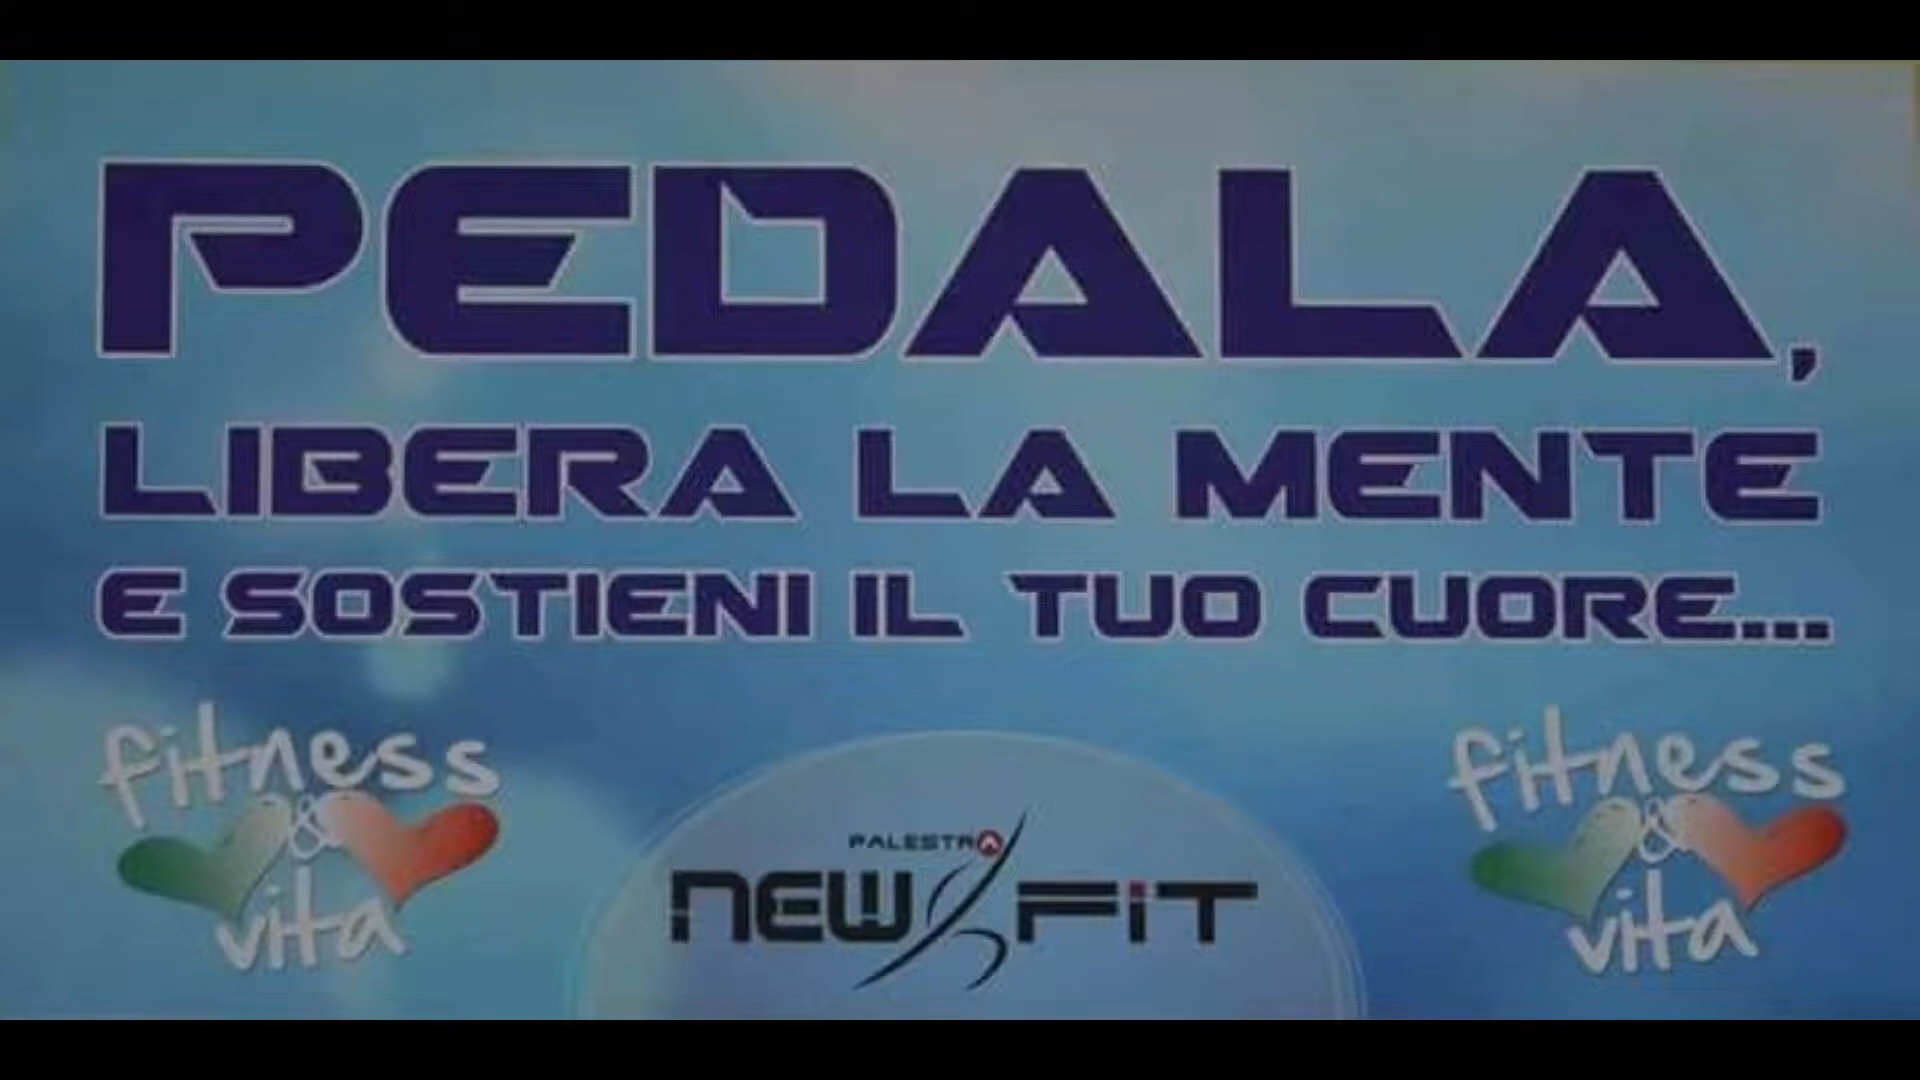 PEDALA,
LIBERA LA MENTE
E SOSTIENI IL TUO CUORE...
fitness
&
vita
PALESTRA
NEW FiT
fitness
&
vita